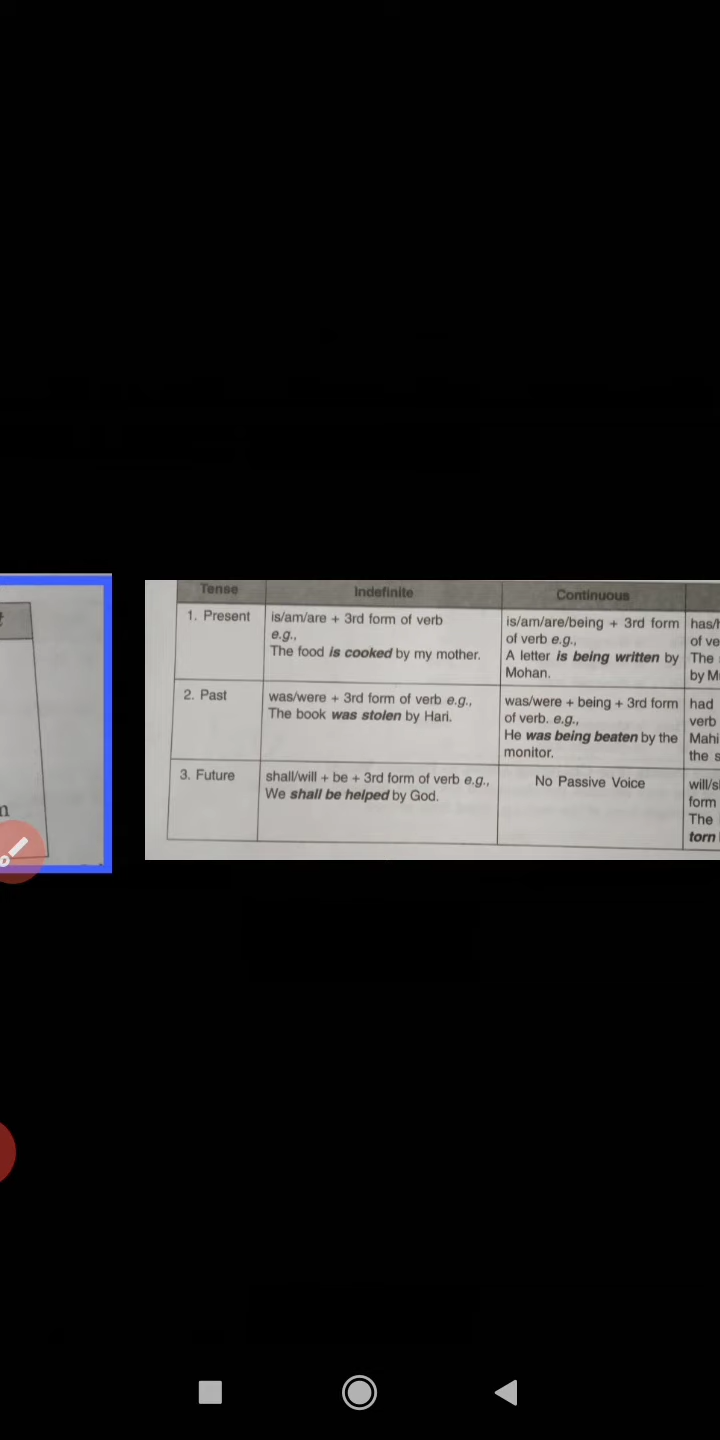 Tense Indefinite Continuous
1. Present is/am/are + 3rd form of verb
e.g.,
The food is cooked by my mother.
is/am/are/being + 3rd form
of verb e.g.,
A letter is being written by
Mohan.
of
The
by
2. Past was/were + 3rd form of verb e.g.,
The book was stolen by Hari.
was/were + being + 3rd form
of verb. e.g.,
He was being beaten by the
monitor.
had
verb
the
3. Future shall/will + be + 3rd form of verb e.g.,
We shall be helped by God.
No Passive Voice
form
The
torn